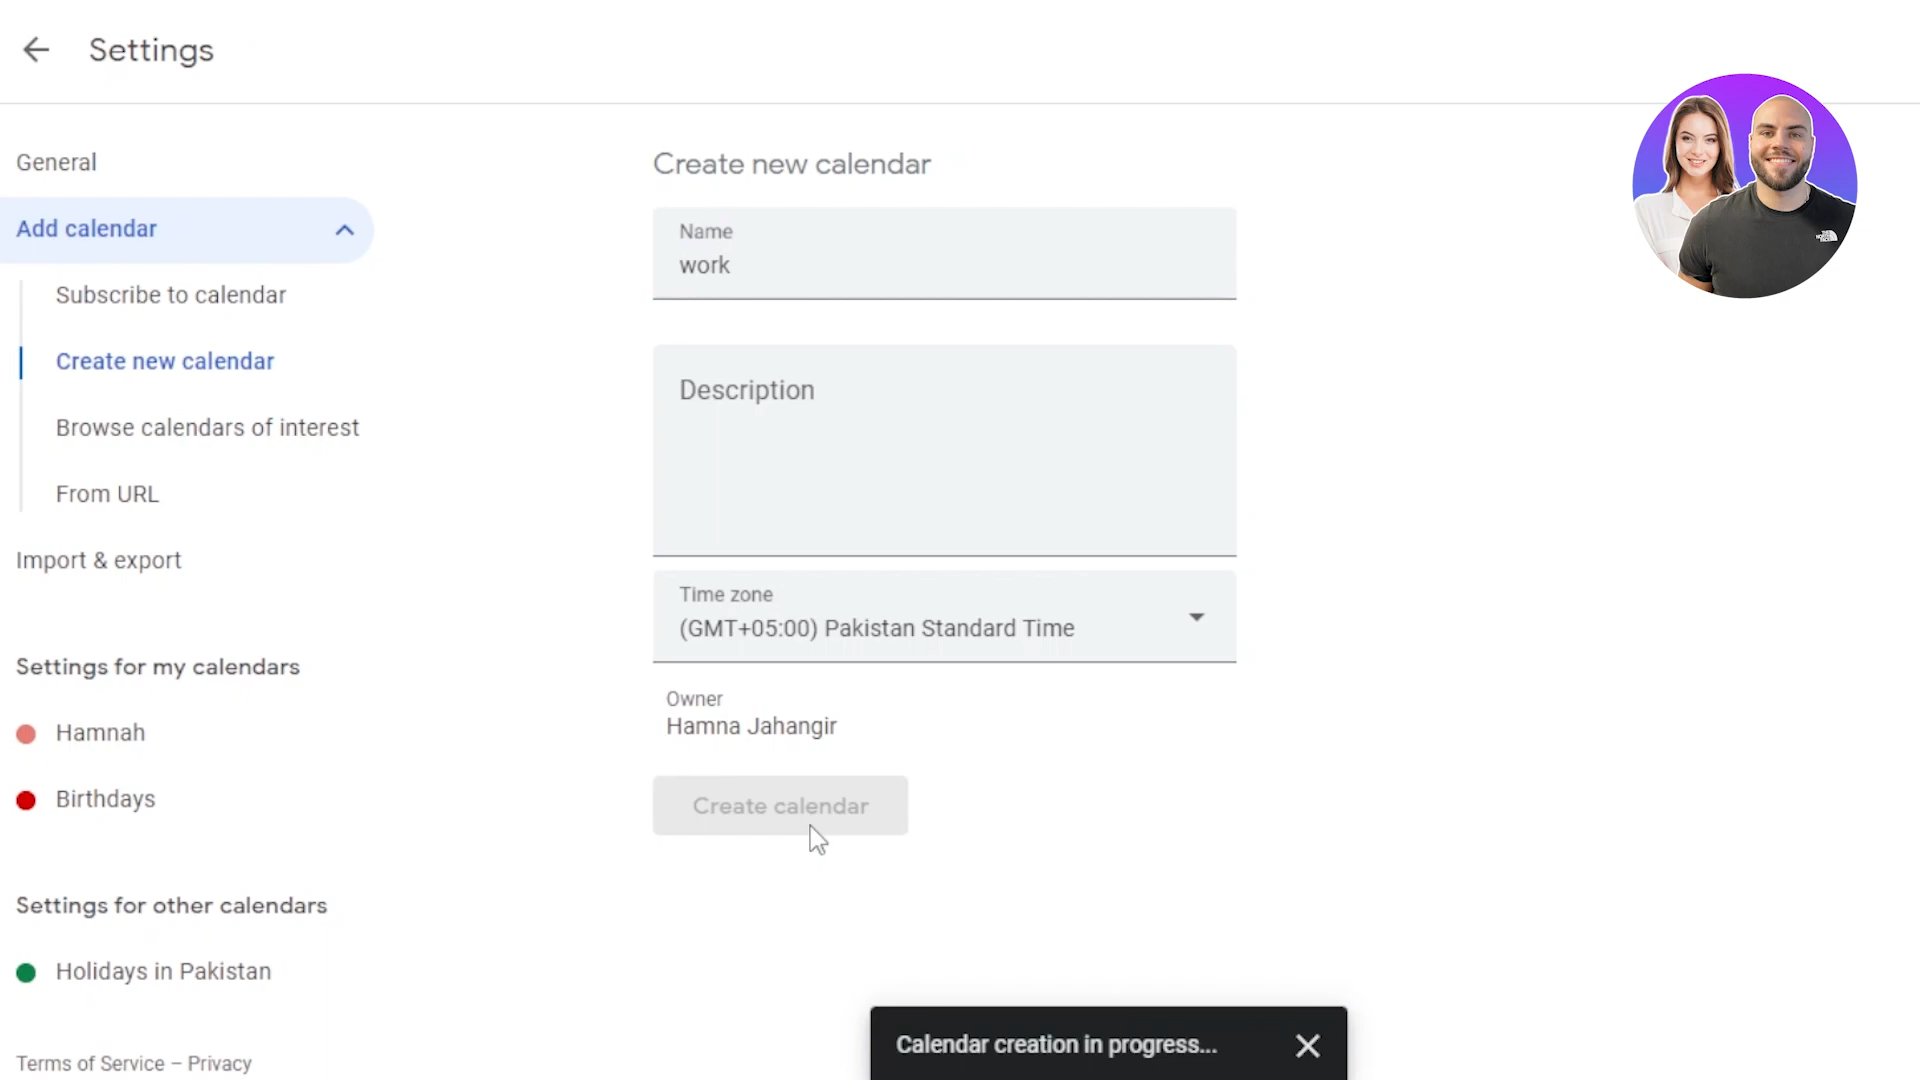 Settings
General
Add calendar
Subscribe to calendar
Create new calendar
Browse calendars of interest
From URL
Import & export
Settings for my calendars
Hamnah
Birthdays
Settings for other calendars
Holidays in Pakistan
Terms of Service – Privacy
Create new calendar
Name
work
Description
Time zone
(GMT+05:00) Pakistan Standard Time
Owner
Hamna Jahangir
Create calendar
Calendar creation in progress...
THE NORTH FACE